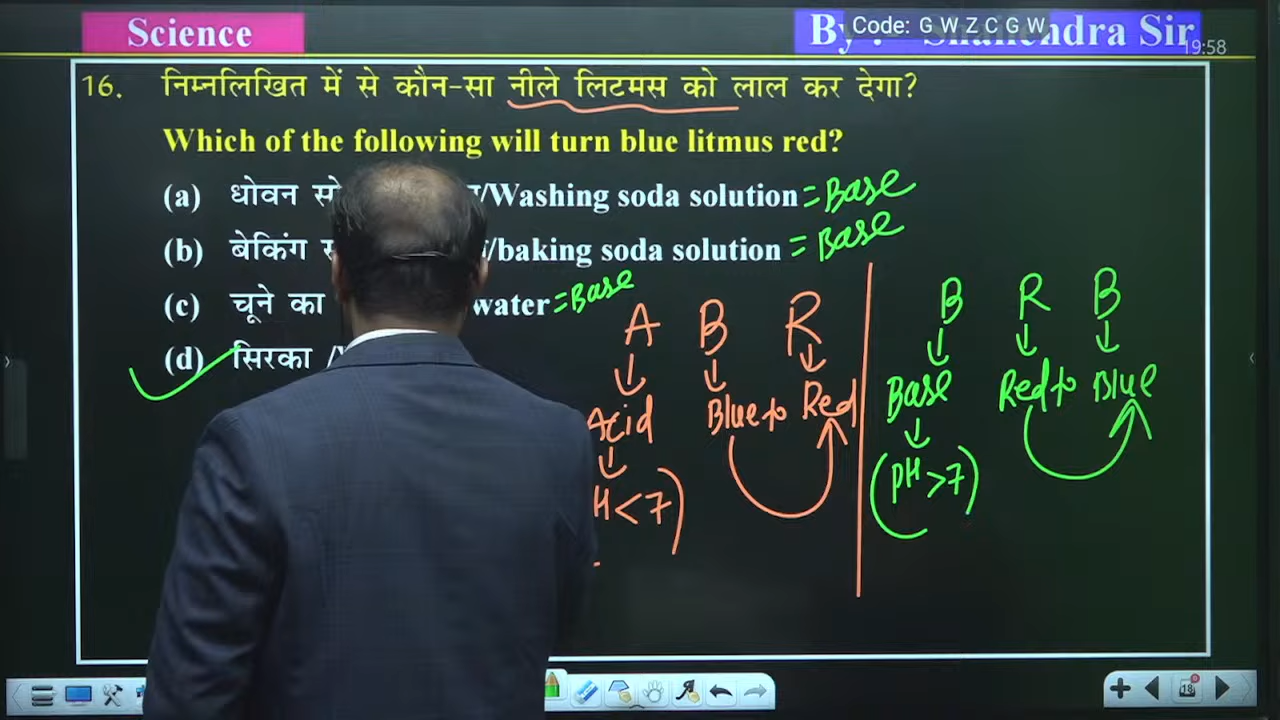 Science
By : Shailendra Sir
Code: G W Z C G W
19:58
16. निम्नलिखित में से कौन-सा नीले लिटमस को लाल कर देगा?
Which of the following will turn blue litmus red?
(a) धोवन /Washing soda solution = Base
(b) बेकिंग /baking soda solution = Base
(c) चूने का water = Base
(d) सिरका /
A B R
Acid Blue to Red
H < 7)
B R B
Base Red to Blue
(PH > 7)
18